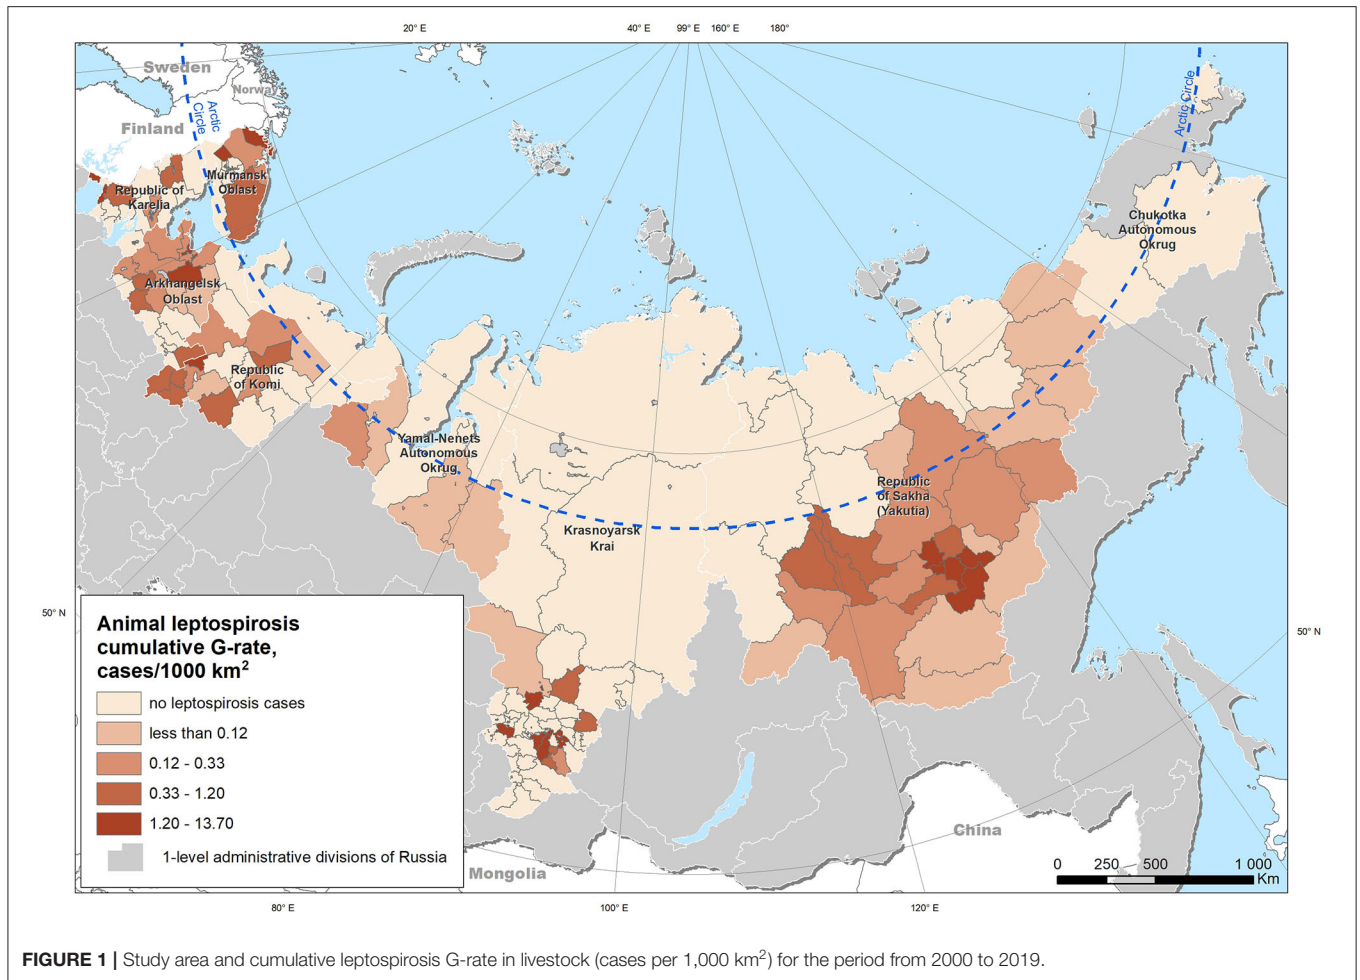 20° E
40° E
99° E
160° E
180°
Sweden
Norway
Finland
Arctic
Circle
Arctic Circle
Murmansk
Oblast
Republic of
Karelia
Chukotka
Autonomous
Okrug
Arkhangelsk
Oblast
Republic
of Komi
Yamal-Nenets
Autonomous
Okrug
Republic
of Sakha
(Yakutia)
Krasnoyarsk
Krai
50° N
50° N
Animal leptospirosis
cumulative G-rate,
cases/1000 km²
no leptospirosis cases
less than 0.12
0.12 - 0.33
0.33 - 1.20
1.20 - 13.70
1-level administrative divisions of Russia
China
Mongolia
0 250 500 1 000
Km
80° E
100° E
120° E
FIGURE 1 | Study area and cumulative leptospirosis G-rate in livestock (cases per 1,000 km²) for the period from 2000 to 2019.